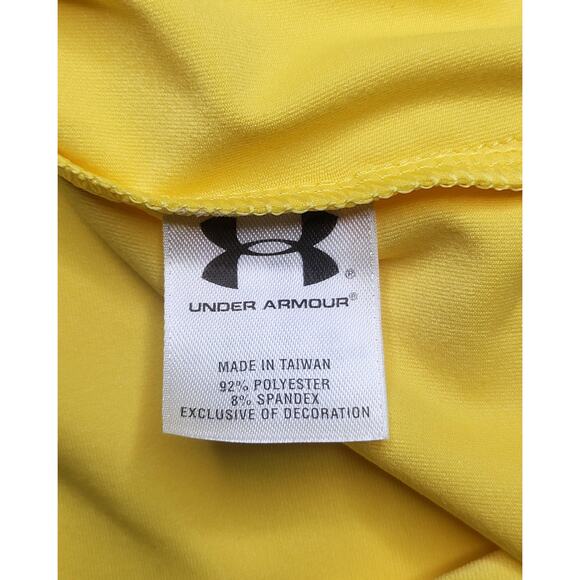 UNDER ARMOUR®
MADE IN TAIWAN
92% POLYESTER
8% SPANDEX
EXCLUSIVE OF DECORATION